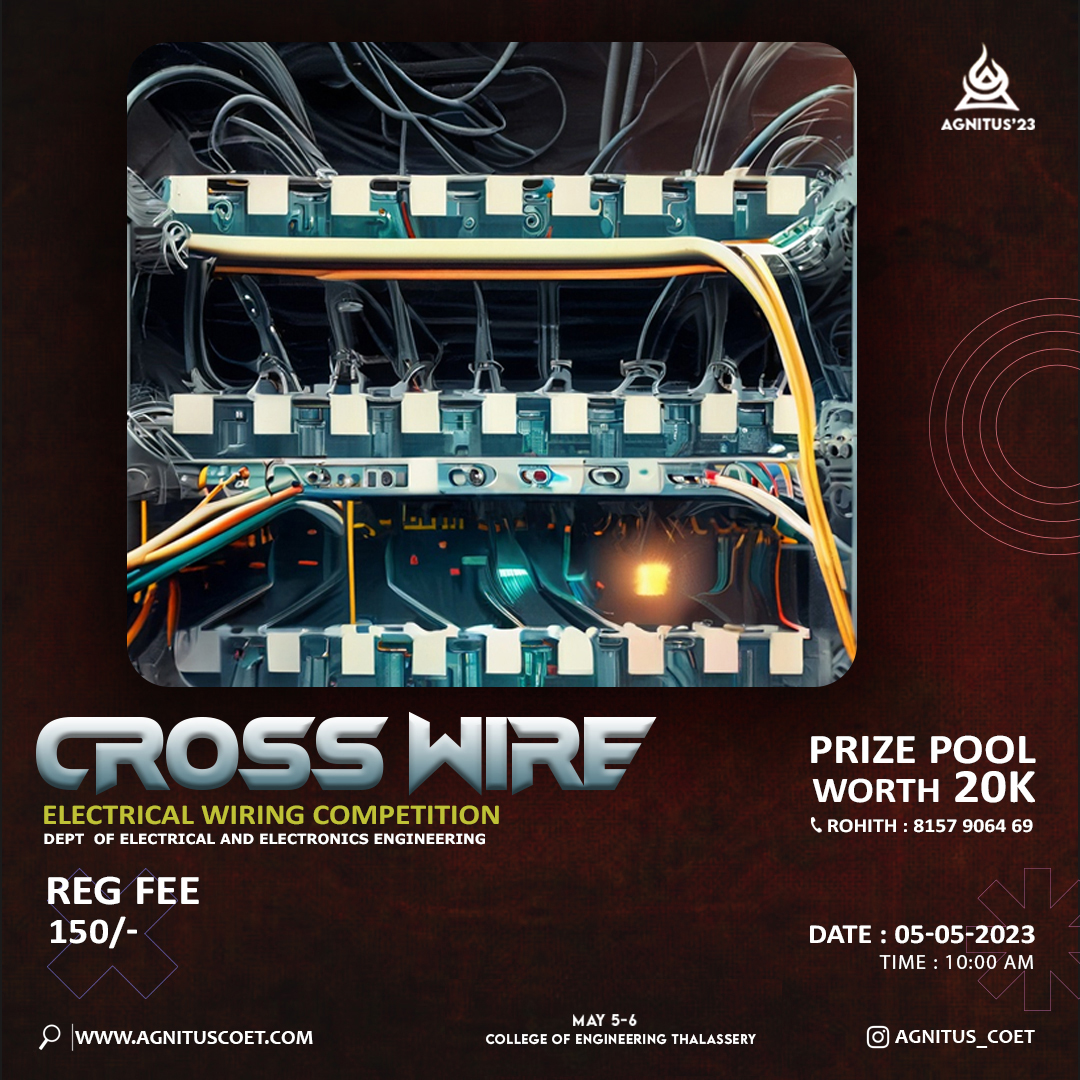 AGNITUS'23
CROSS WIRE
ELECTRICAL WIRING COMPETITION
DEPT OF ELECTRICAL AND ELECTRONICS ENGINEERING
REG FEE
150/-
PRIZE POOL
WORTH 20K
ROHITH : 8157 9064 69
DATE : 05-05-2023
TIME : 10:00 AM
WWW.AGNITUSCOET.COM
MAY 5-6
COLLEGE OF ENGINEERING THALASSERY
AGNITUS_COET